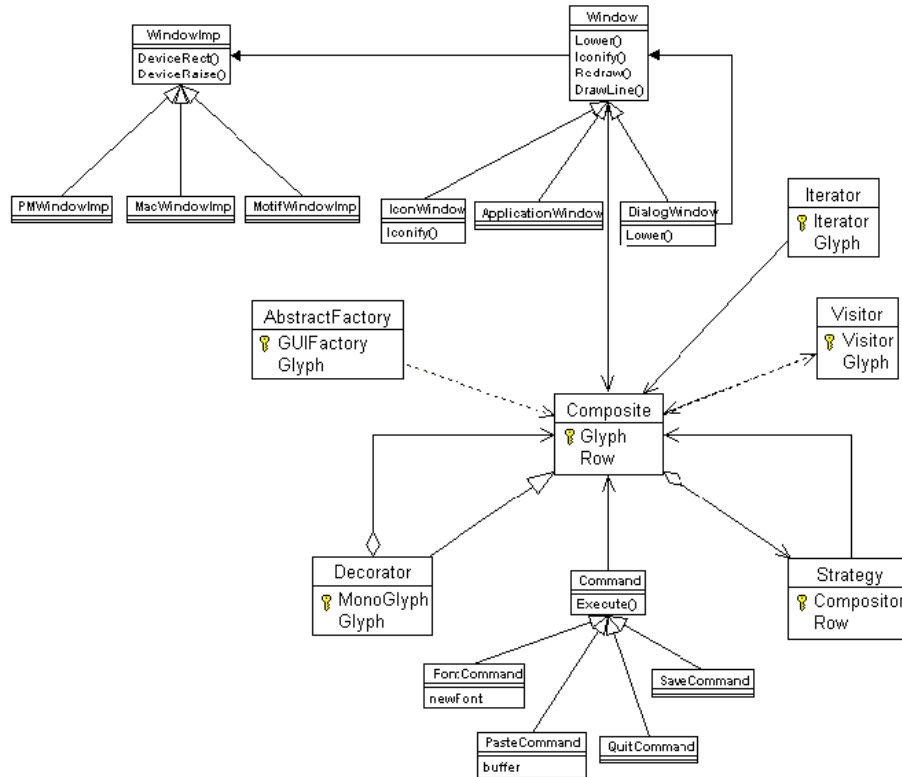 Window
WindowImp
Lower()
Iconify()
Redraw()
DrawLine()
DeviceRect()
DeviceRaise()
PMWindowImp
MacWindowImp
MotifWindowImp
IconWindow
Iconify()
ApplicationWindow
DialogWindow
Lower()
Iterator
Iterator
Glyph
AbstractFactory
GUIFactory
Glyph
Visitor
Visitor
Glyph
Composite
Glyph
Row
Decorator
MonoGlyph
Glyph
Command
Execute()
Strategy
Compositor
Row
FontCommand
newFont
SaveCommand
PasteCommand
buffer
QuitCommand